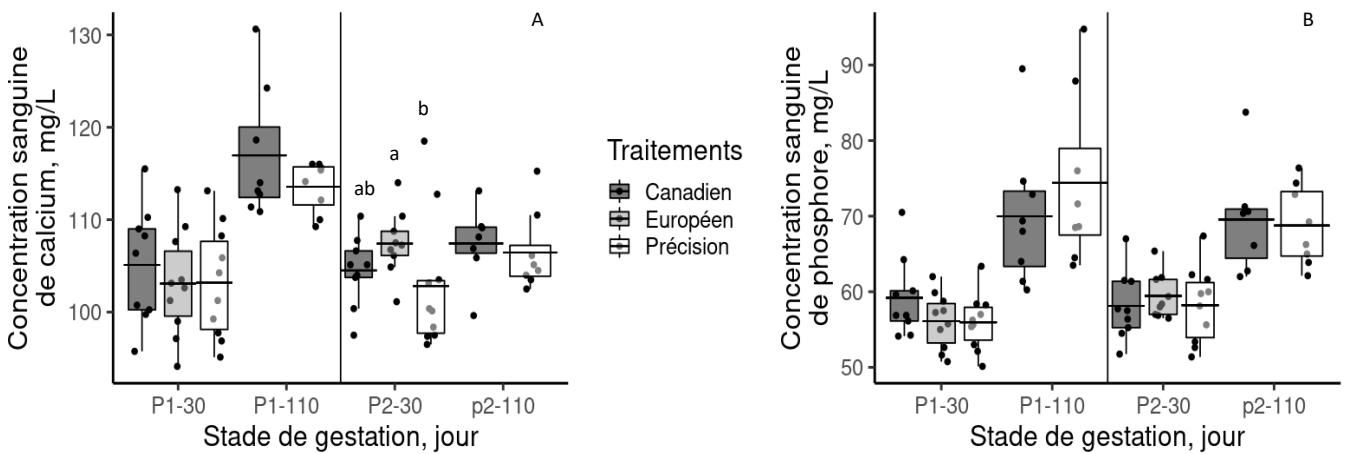 A
Concentration sanguine
de calcium, mg/L
130
120
110
100
ab
a
b
P1-30 P1-110 P2-30 p2-110
Stade de gestation, jour
Traitements
Canadien
Européen
Précision
B
Concentration sanguine
de phosphore, mg/L
90
80
70
60
50
P1-30 P1-110 P2-30 p2-110
Stade de gestation, jour